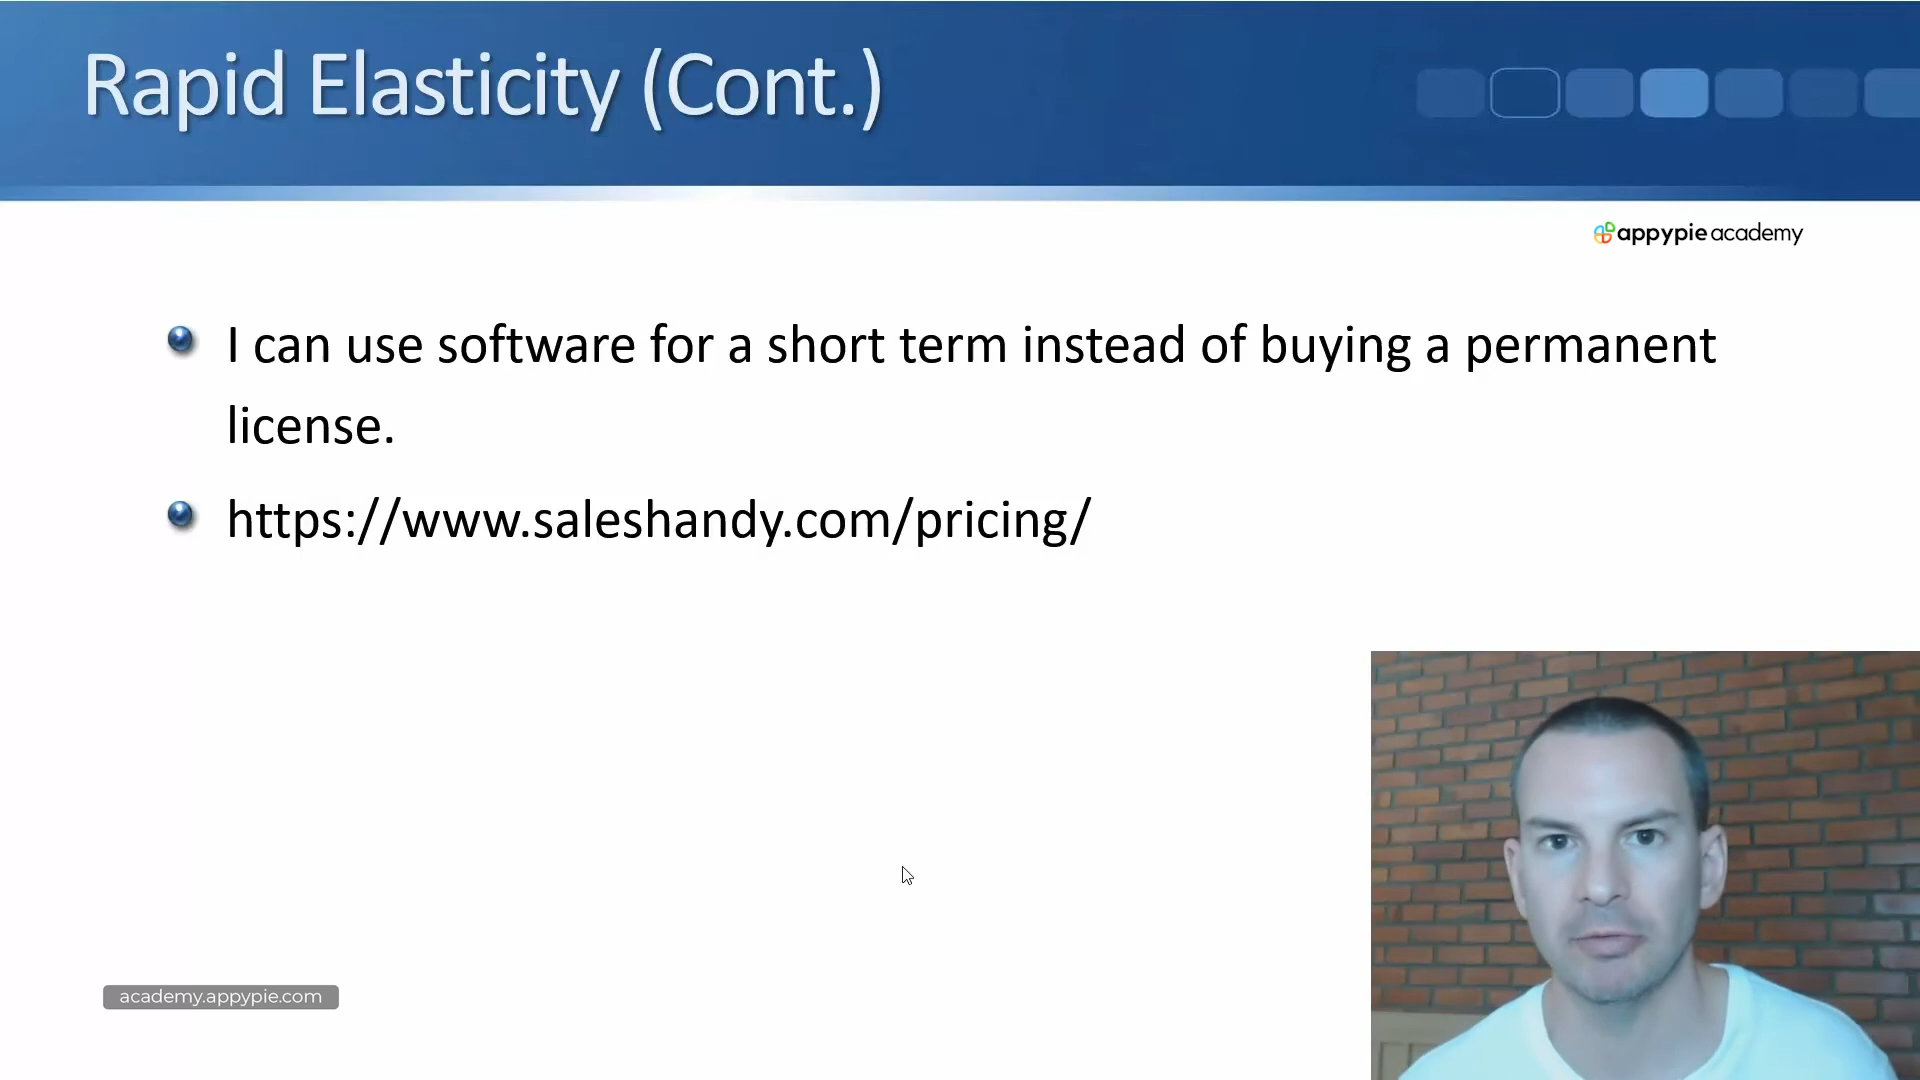 Rapid Elasticity (Cont.)
appypie academy
I can use software for a short term instead of buying a permanent
license.
https://www.saleshandy.com/pricing/
academy.appypie.com